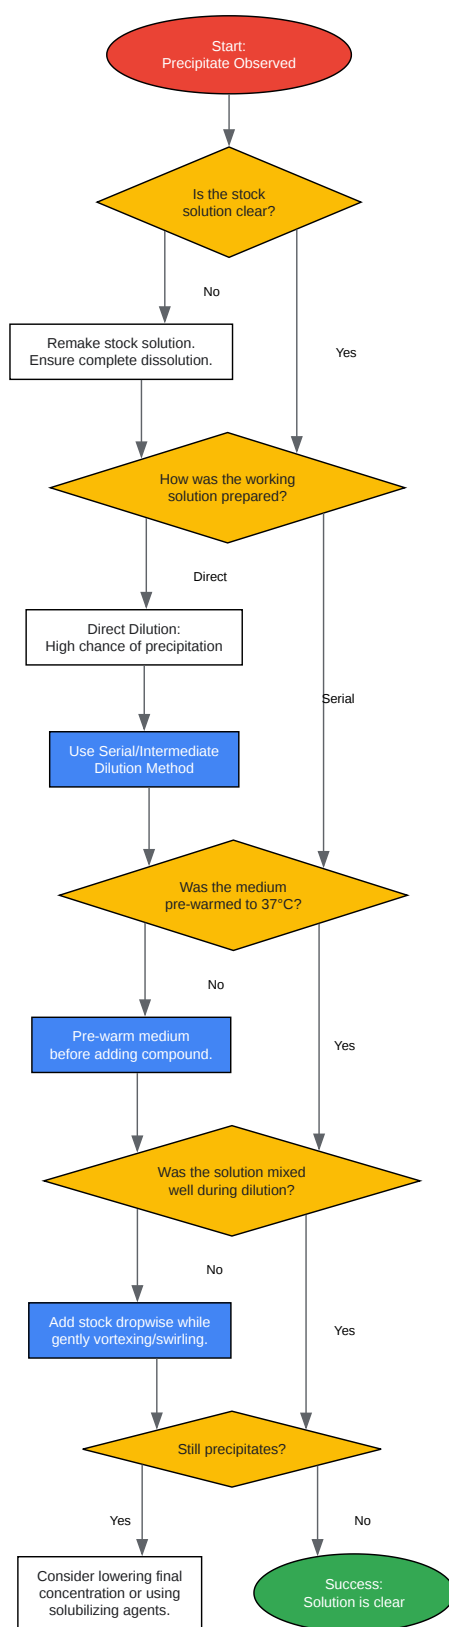 Start:
Precipitate Observed
Is the stock
solution clear?
No
Yes
Remake stock solution.
Ensure complete dissolution.
How was the working
solution prepared?
Direct
Direct Dilution:
High chance of precipitation
Serial
Use Serial/Intermediate
Dilution Method
Was the medium
pre-warmed to 37°C?
No
Pre-warm medium
before adding compound.
Yes
Was the solution mixed
well during dilution?
No
Add stock dropwise while
gently vortexing/swirling.
Yes
Still precipitates?
Yes
No
Consider lowering final
concentration or using
solubilizing agents.
Success:
Solution is clear